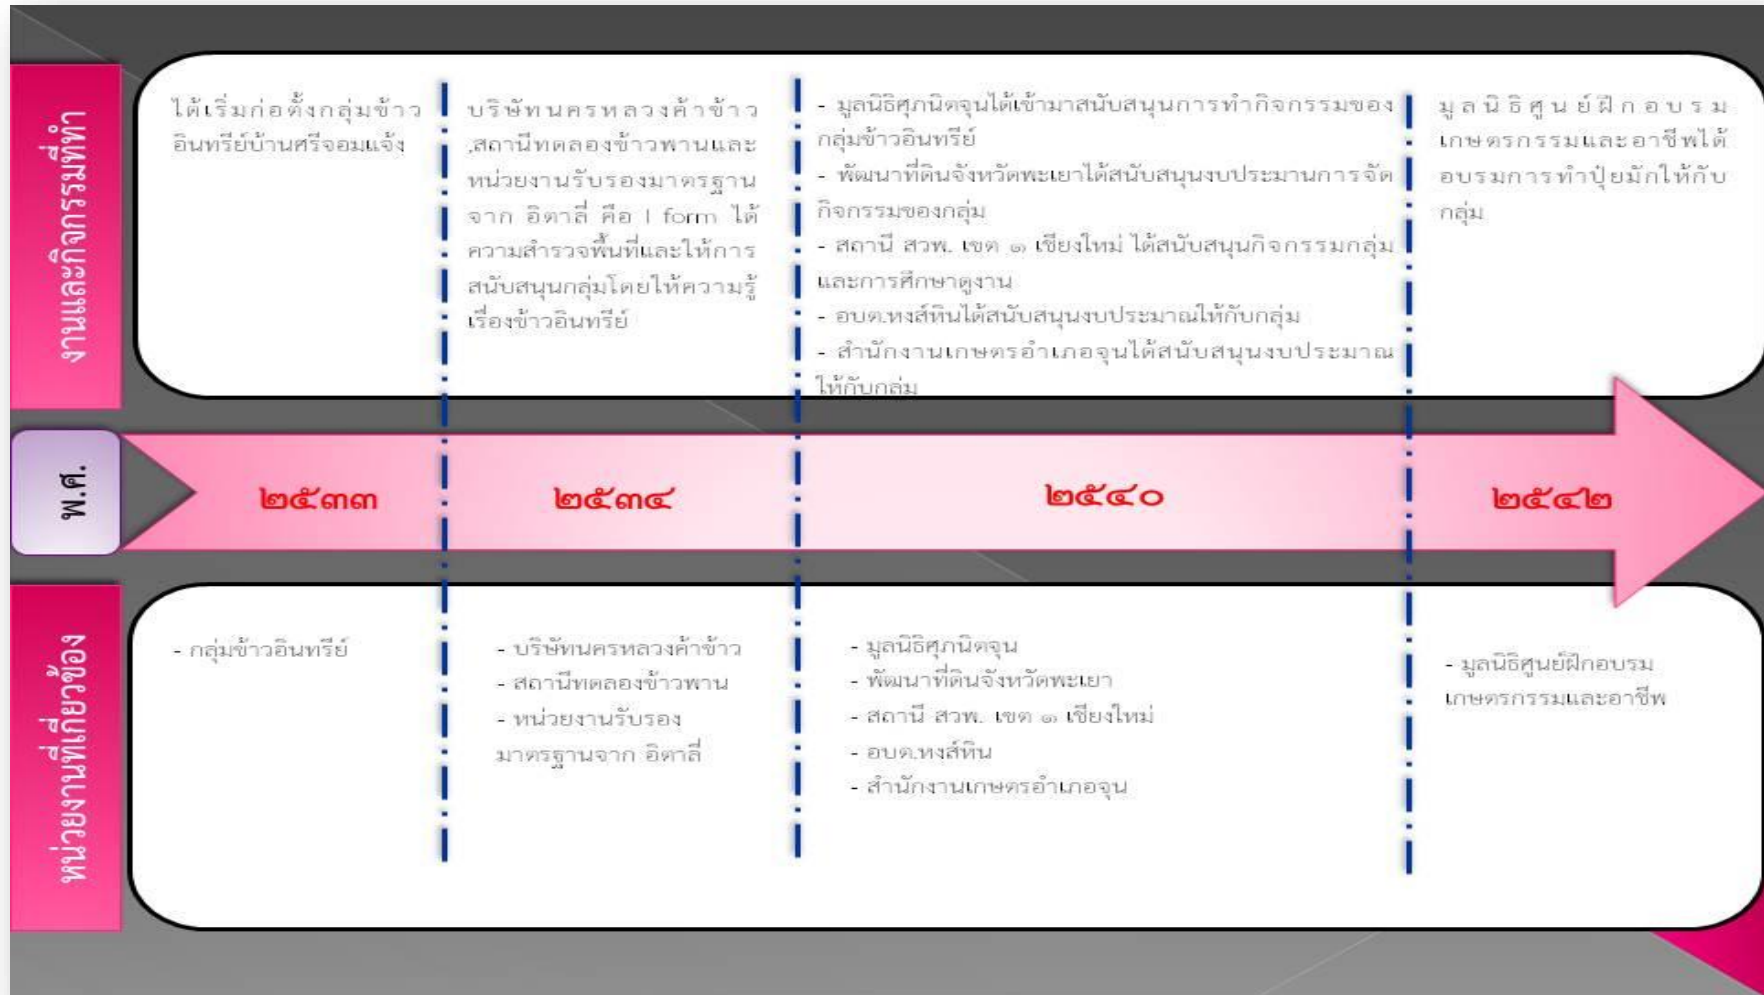 งานและกิจกรรมที่ทำ
ได้เริ่มก่อตั้งกลุ่มข้าว
อินทรีย์บ้านศรีจอมแจ้ง
บริษัทนครหลวงค้าข้าว
,สถานีทดลองข้าวพานและ
หน่วยงานรับรองมาตรฐาน
จาก อิตาลี่ คือ I form ได้
ความสำรวจพื้นที่และให้การ
สนับสนุนกลุ่มโดยให้ความรู้
เรื่องข้าวอินทรีย์
- มูลนิธิศุภนิตจุนได้เข้ามาสนับสนุนการทำกิจกรรมของ
กลุ่มข้าวอินทรีย์
- พัฒนาที่ดินจังหวัดพะเยาได้สนับสนุนงบประมานการจัด
กิจกรรมของกลุ่ม
- สถานี สวพ. เขต ๑ เชียงใหม่ ได้สนับสนุนกิจกรรมกลุ่ม
และการศึกษาดูงาน
- อบต.หงส์หินได้สนับสนุนงบประมาณให้กับกลุ่ม
- สำนักงานเกษตรอำเภอจุนได้สนับสนุนงบประมาณ
ให้กับกลุ่ม
มูลนิธิศูนย์ฝึกอบรม
เกษตรกรรมและอาชีพได้
อบรมการทำปุ๋ยมักให้กับ
กลุ่ม
พ.ศ.
๒๕๓๓
๒๕๓๔
๒๕๔๐
๒๕๔๒
หน่วยงานที่เกี่ยวข้อง
- กลุ่มข้าวอินทรีย์
- บริษัทนครหลวงค้าข้าว
- สถานีทดลองข้าวพาน
- หน่วยงานรับรอง
มาตรฐานจาก อิตาลี่
- มูลนิธิศุภนิตจุน
- พัฒนาที่ดินจังหวัดพะเยา
- สถานี สวพ. เขต ๑ เชียงใหม่
- อบต.หงส์หิน
- สำนักงานเกษตรอำเภอจุน
- มูลนิธิศูนย์ฝึกอบรม
เกษตรกรรมและอาชีพ